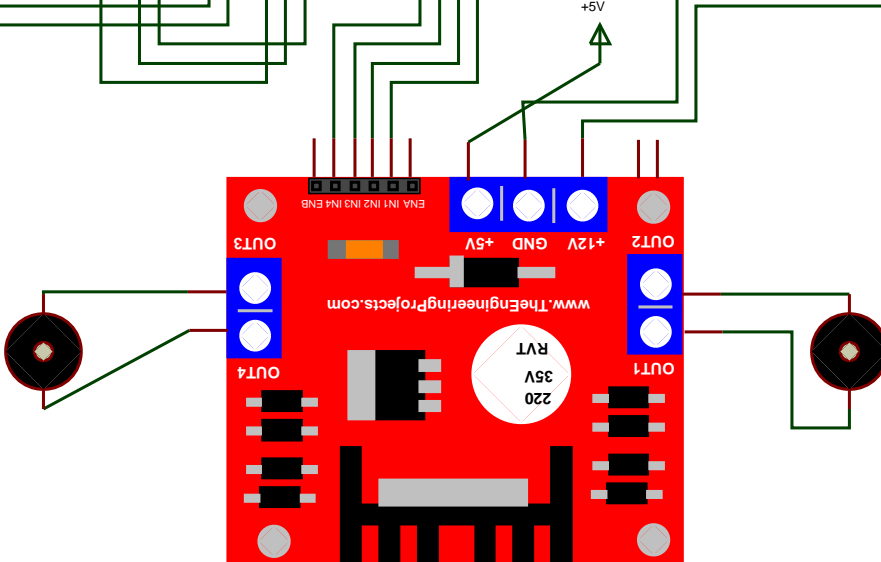 +5V
ENA IN1 IN2 IN3 IN4 ENB
OUT2
+12V
GND
+5V
OUT3
www.TheEngineeringProjects.com
220
35V
RVT
OUT1
OUT4